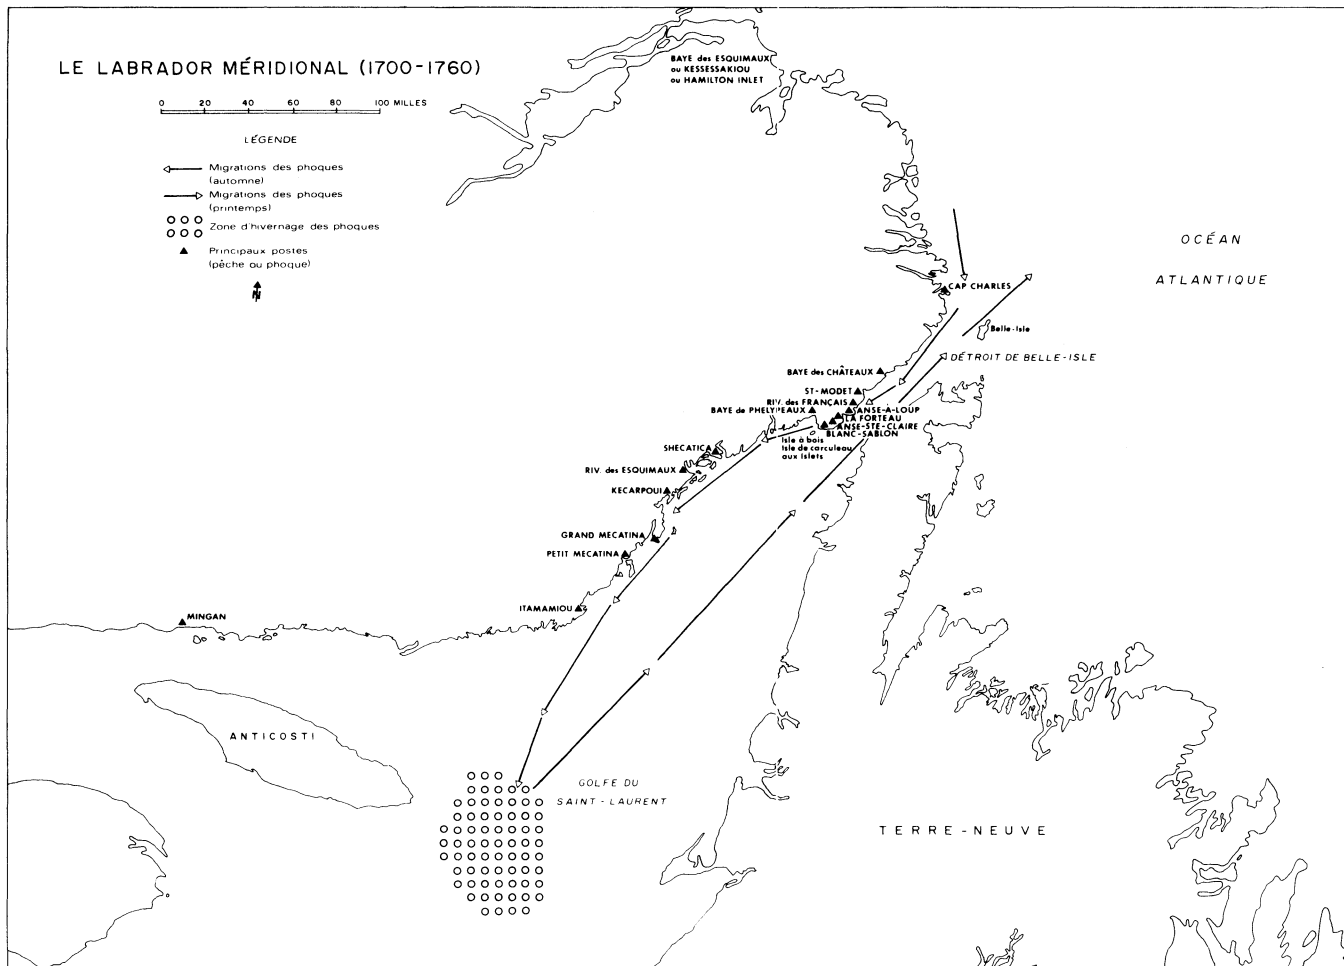 LE LABRADOR MÉRIDIONAL (1700-1760)
0 20 40 60 80 100 MILLES
LÉGENDE
Migrations des phoques
(automne)
Migrations des phoques
(printemps)
Zone d'hivernage des phoques
Principaux postes
(pêche ou phoque)
N
BAYE des ESQUIMAUX
ou KESSESSAKIOU
ou HAMILTON INLET
OCÉAN
ATLANTIQUE
CAP CHARLES
Belle-Isle
DÉTROIT DE BELLE-ISLE
BAYE des CHÂTEAUX
ST-MODET
RIV. des FRANÇAIS
BAYE de PHELYPEAUX
ANSE-A-LOUP
LA FORTEAU
ANSE-STE-CLAIRE
BLANC-SABLON
Isle à bois
Isle de carculeau
aux Islets
SHECATICA
RIV. des ESQUIMAUX
KECARPOUI
GRAND MECATINA
PETIT MECATINA
ITAMAMIOU
MINGAN
ANTICOSTI
GOLFE DU
SAINT-LAURENT
TERRE-NEUVE